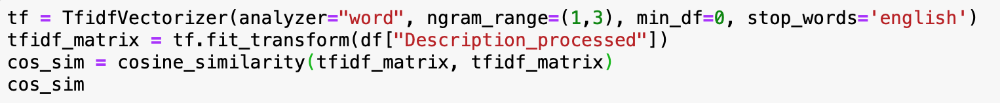 tf = TfidfVectorizer(analyzer="word", ngram_range=(1,3), min_df=0, stop_words='english')
tfidf_matrix = tf.fit_transform(df["Description_processed"])
cos_sim = cosine_similarity(tfidf_matrix, tfidf_matrix)
cos_sim